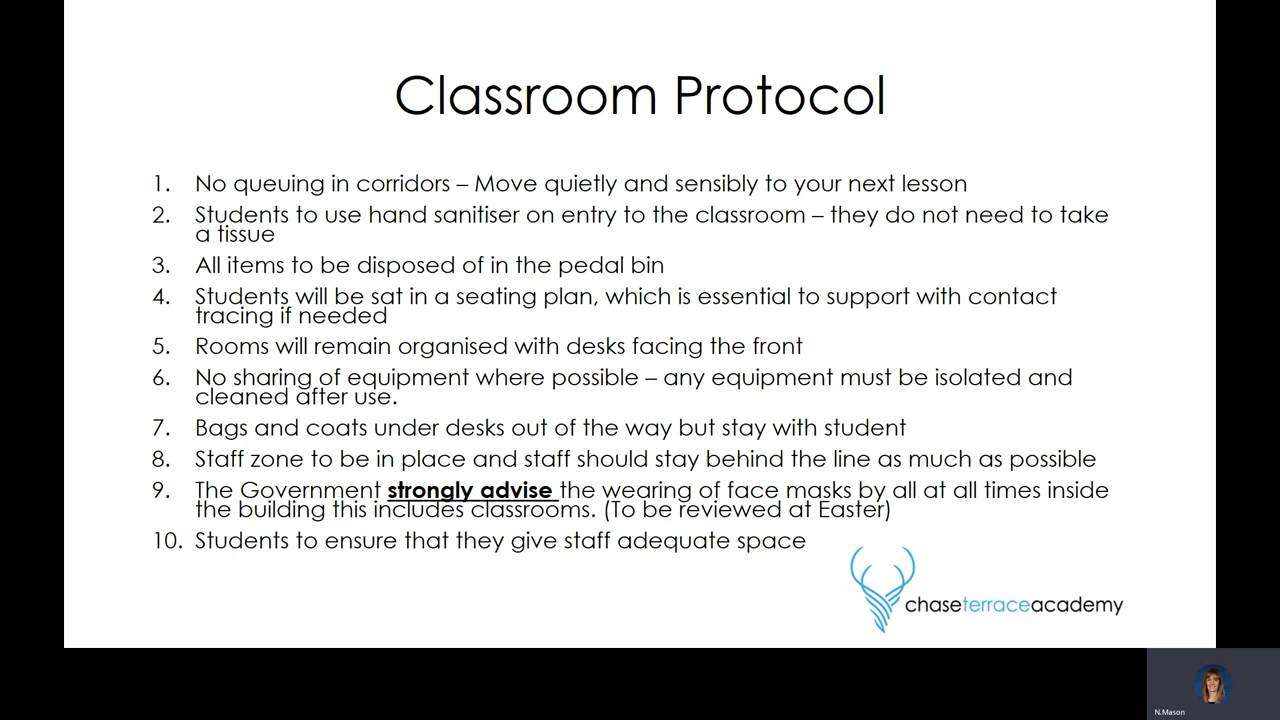 Classroom Protocol
1. No queuing in corridors – Move quietly and sensibly to your next lesson
2. Students to use hand sanitiser on entry to the classroom – they do not need to take
a tissue
3. All items to be disposed of in the pedal bin
4. Students will be sat in a seating plan, which is essential to support with contact
tracing if needed
5. Rooms will remain organised with desks facing the front
6. No sharing of equipment where possible – any equipment must be isolated and
cleaned after use.
7. Bags and coats under desks out of the way but stay with student
8. Staff zone to be in place and staff should stay behind the line as much as possible
9. The Government strongly advise the wearing of face masks by all at all times inside
the building this includes classrooms. (To be reviewed at Easter)
10. Students to ensure that they give staff adequate space
chaseterraceacademy
N.Mason